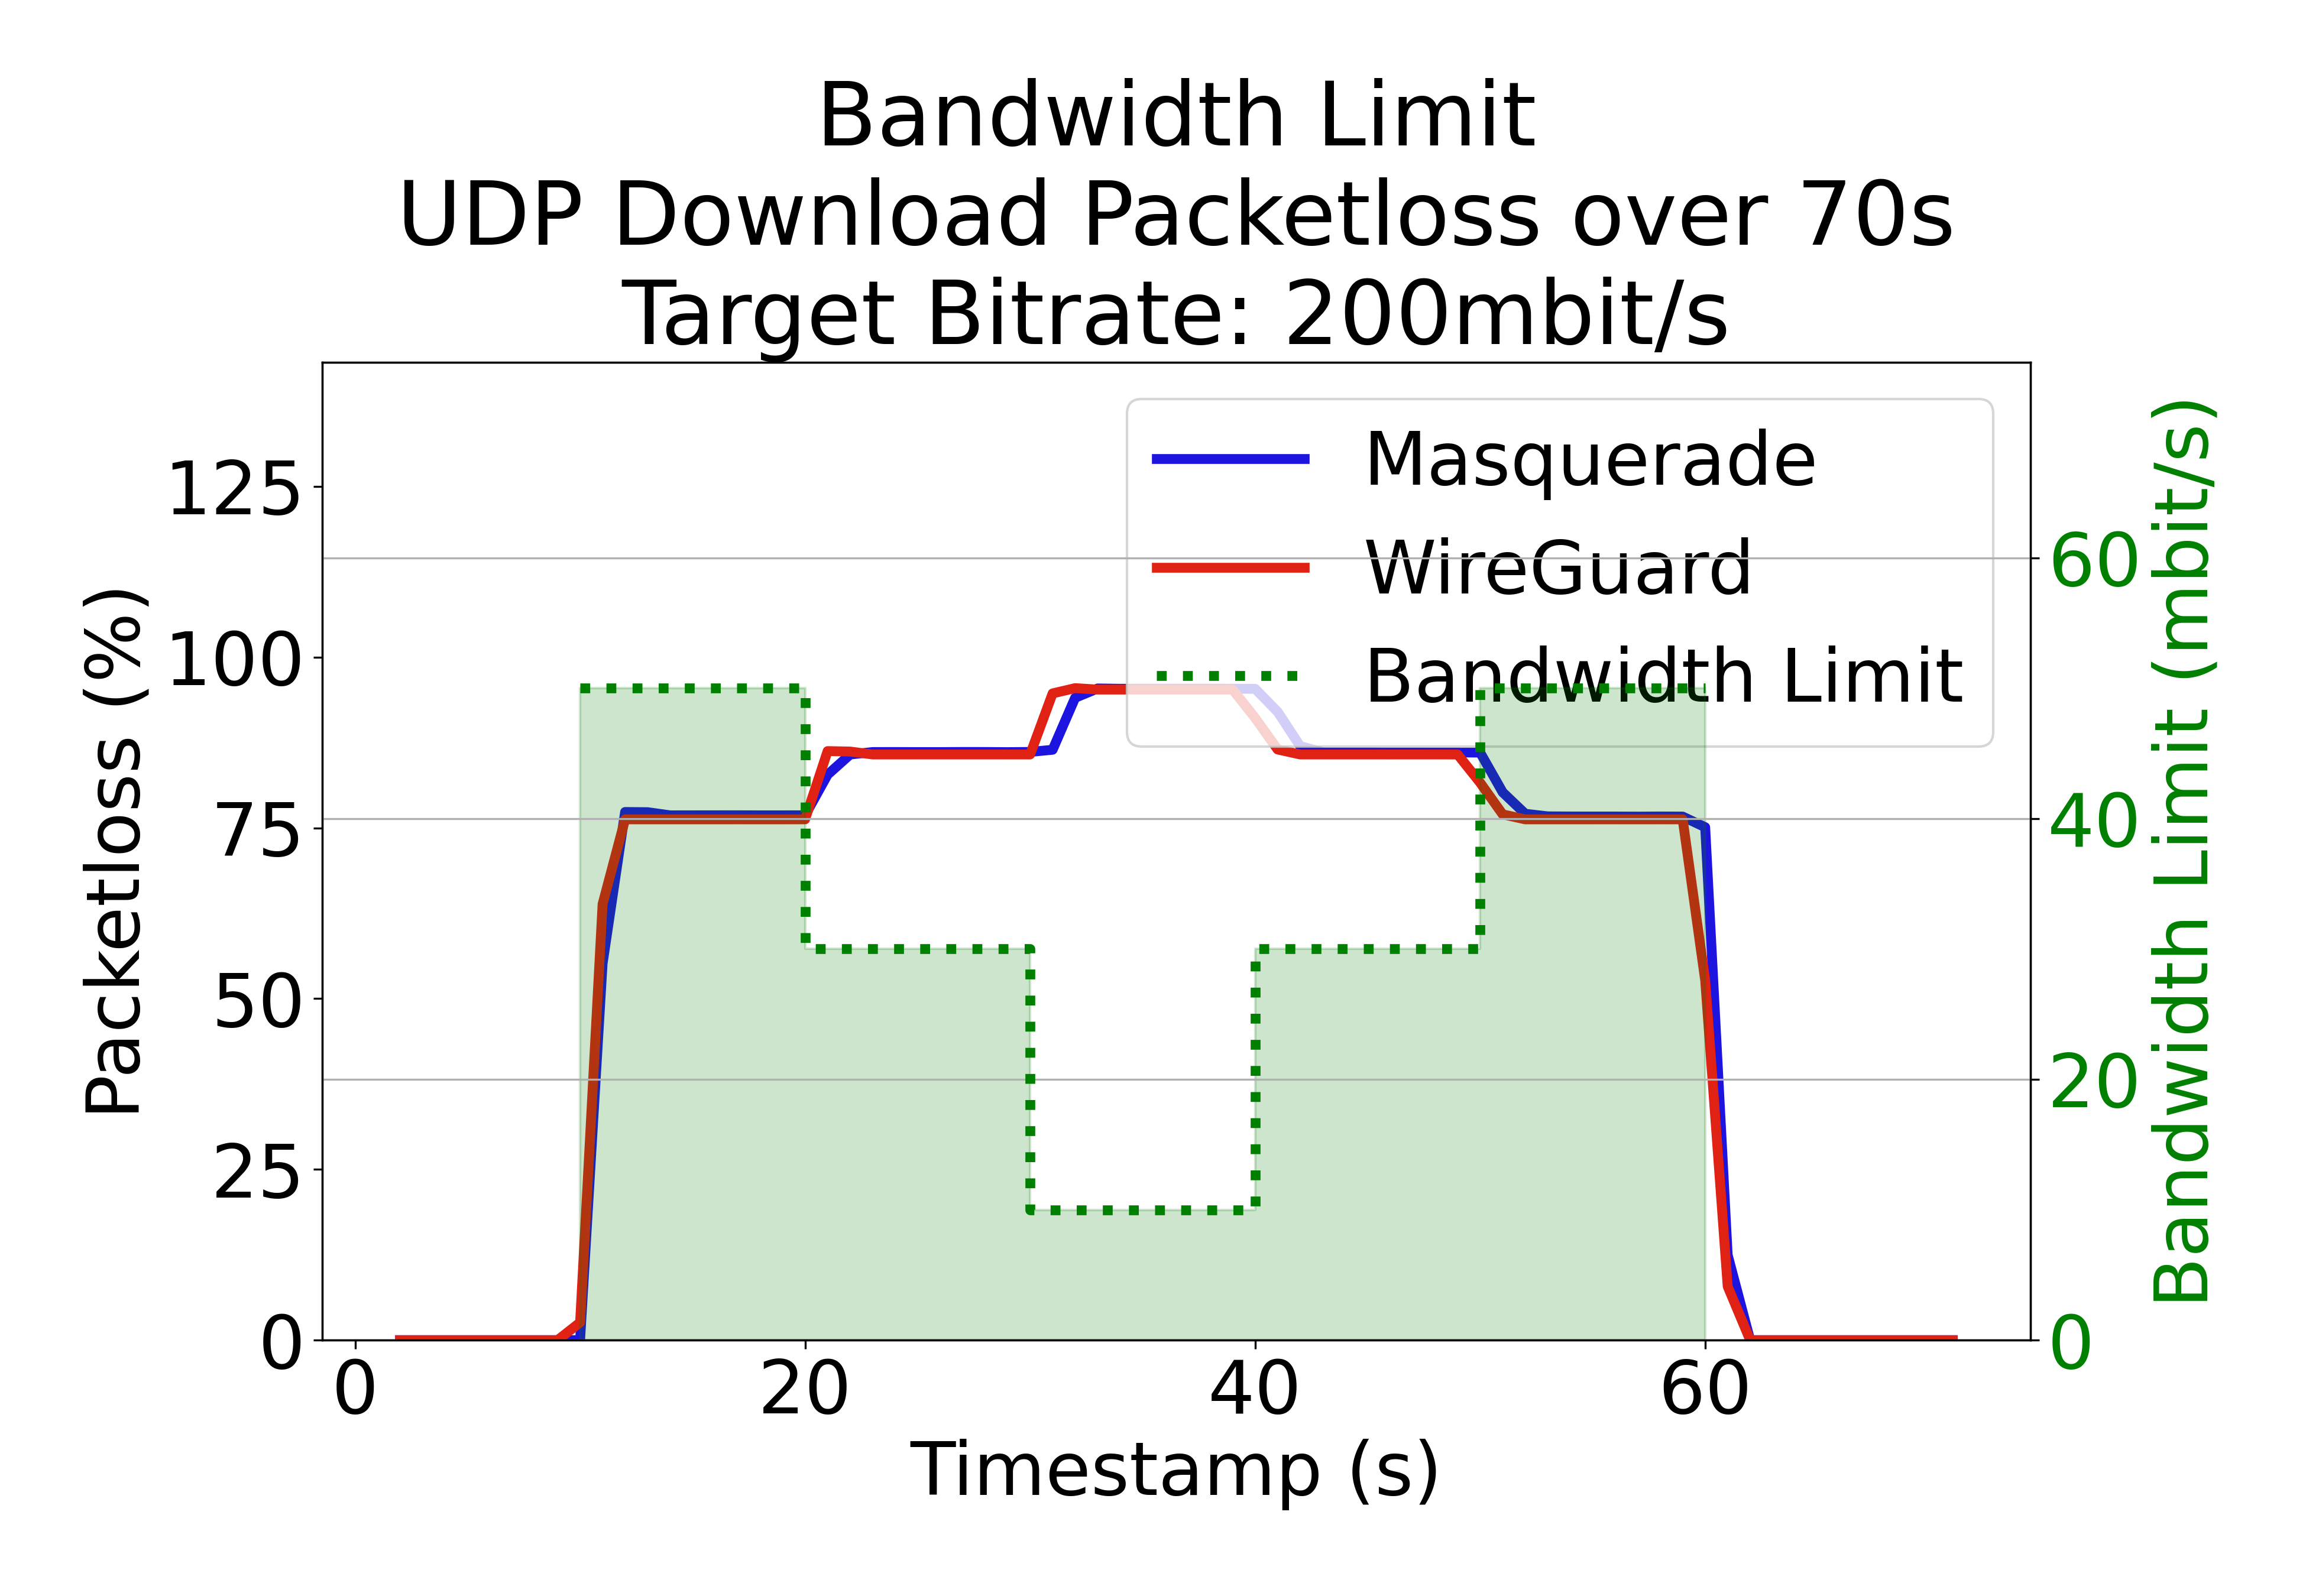 Bandwidth Limit
UDP Download Packetloss over 70s
Target Bitrate: 200mbit/s
Masquerade
WireGuard
Bandwidth Limit
Packetloss (%)
125
100
75
50
25
0
0
20
40
60
Timestamp (s)
60
40
20
0
Bandwidth Limit (mbit/s)